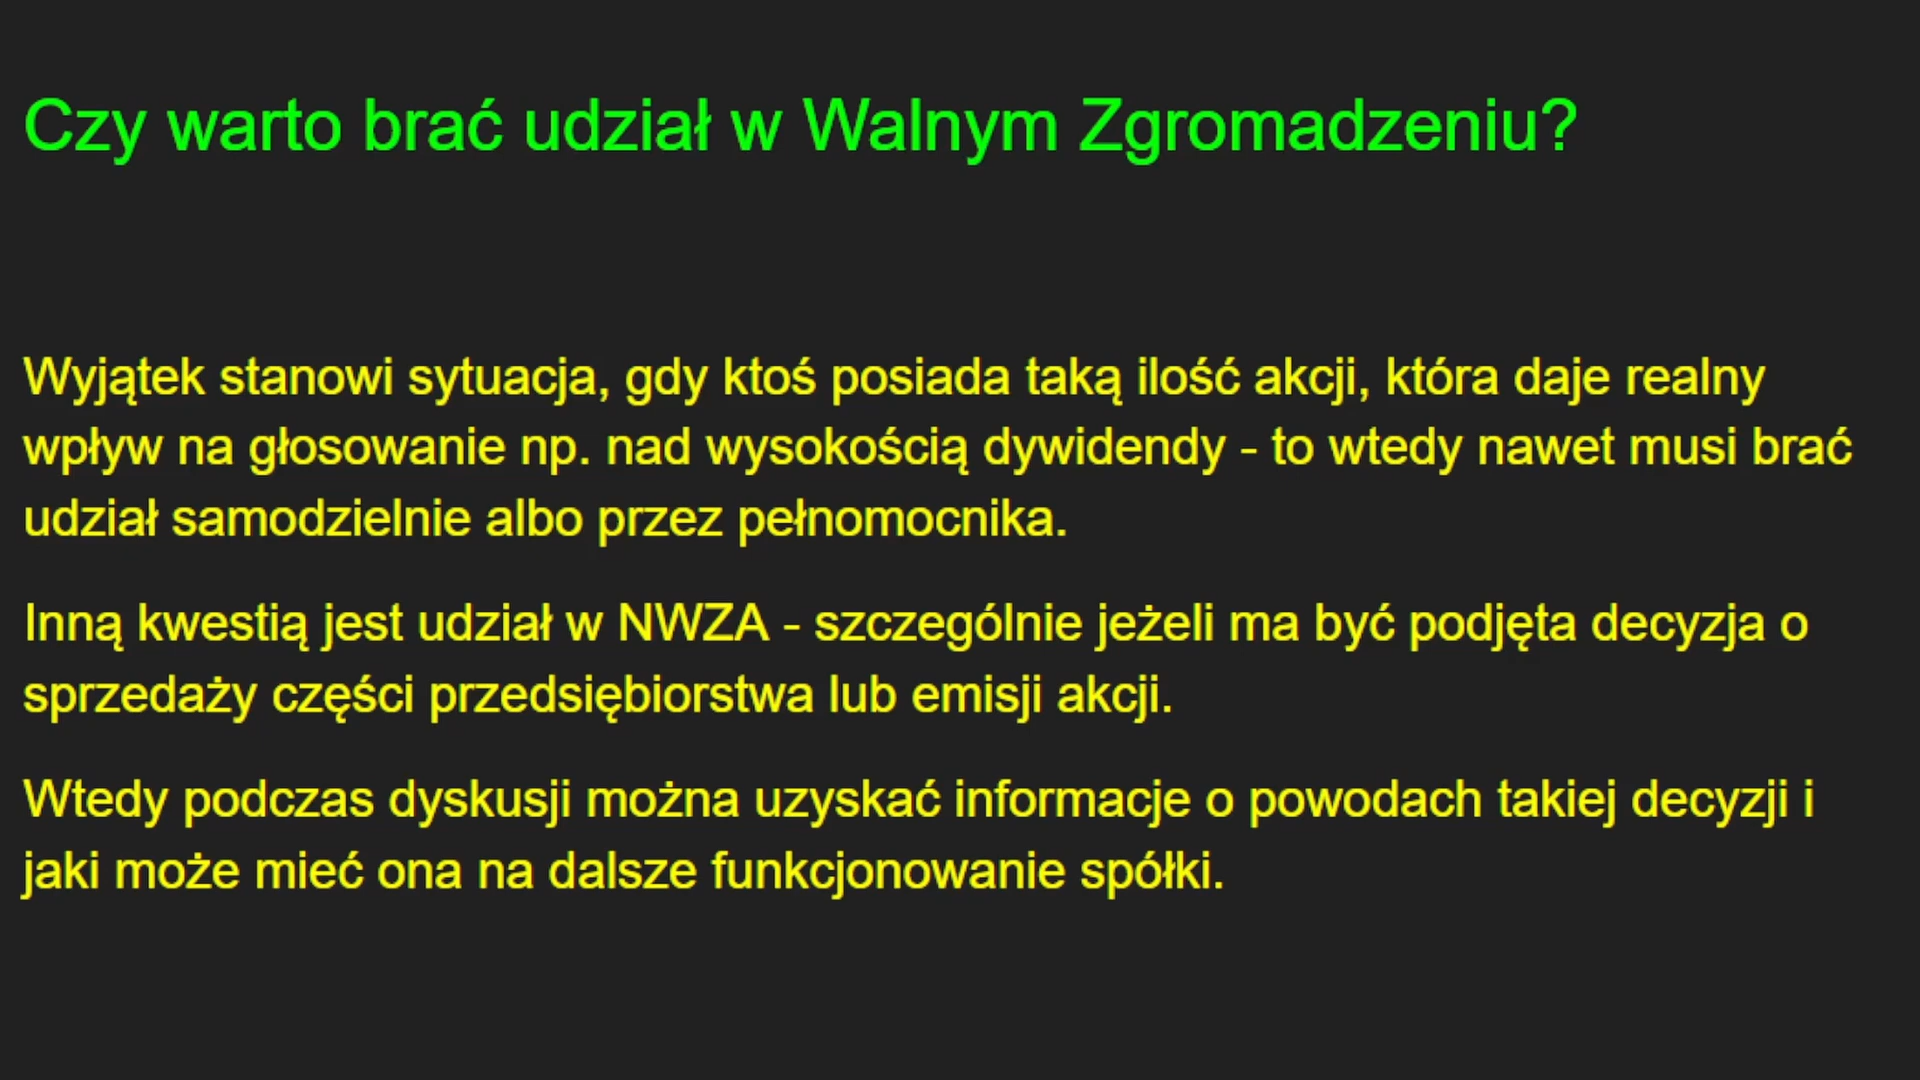 Czy warto brać udział w Walnym Zgromadzeniu?
Wyjątek stanowi sytuacja, gdy ktoś posiada taką ilość akcji, która daje realny
wpływ na głosowanie np. nad wysokością dywidendy - to wtedy nawet musi brać
udział samodzielnie albo przez pełnomocnika.
Inną kwestią jest udział w NWZA - szczególnie jeżeli ma być podjęta decyzja o
sprzedaży części przedsiębiorstwa lub emisji akcji.
Wtedy podczas dyskusji można uzyskać informacje o powodach takiej decyzji i
jaki może mieć ona na dalsze funkcjonowanie spółki.